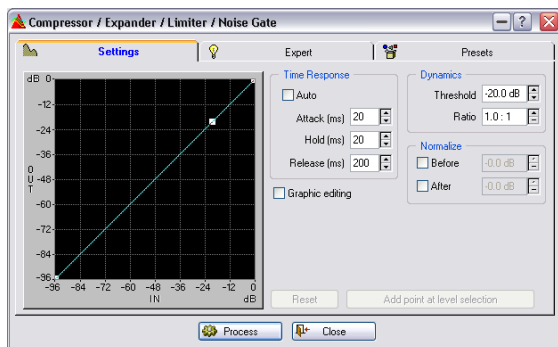 Compressor / Expander / Limiter / Noise Gate
Settings
Expert
Presets
dB 0
-12
-24
-36
-48
-60
-72
-84
-96
OUT
-96 -84 -72 -60 -48 -36 -24 -12 0
IN
dB
Time Response
Auto
Attack (ms) 20
Hold (ms) 20
Release (ms) 200
Graphic editing
Dynamics
Threshold -20.0 dB
Ratio 1.0 : 1
Normalize
Before -0.0 dB
After -0.0 dB
Reset
Add point at level selection
Process
Close